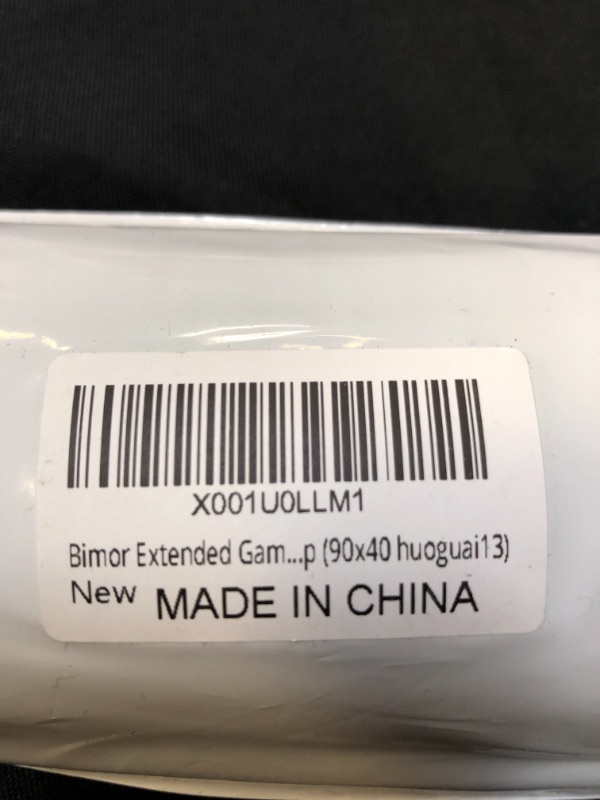 X001U0LLM1
Bimor Extended Gam...p (90x40 huoguai13)
New MADE IN CHINA